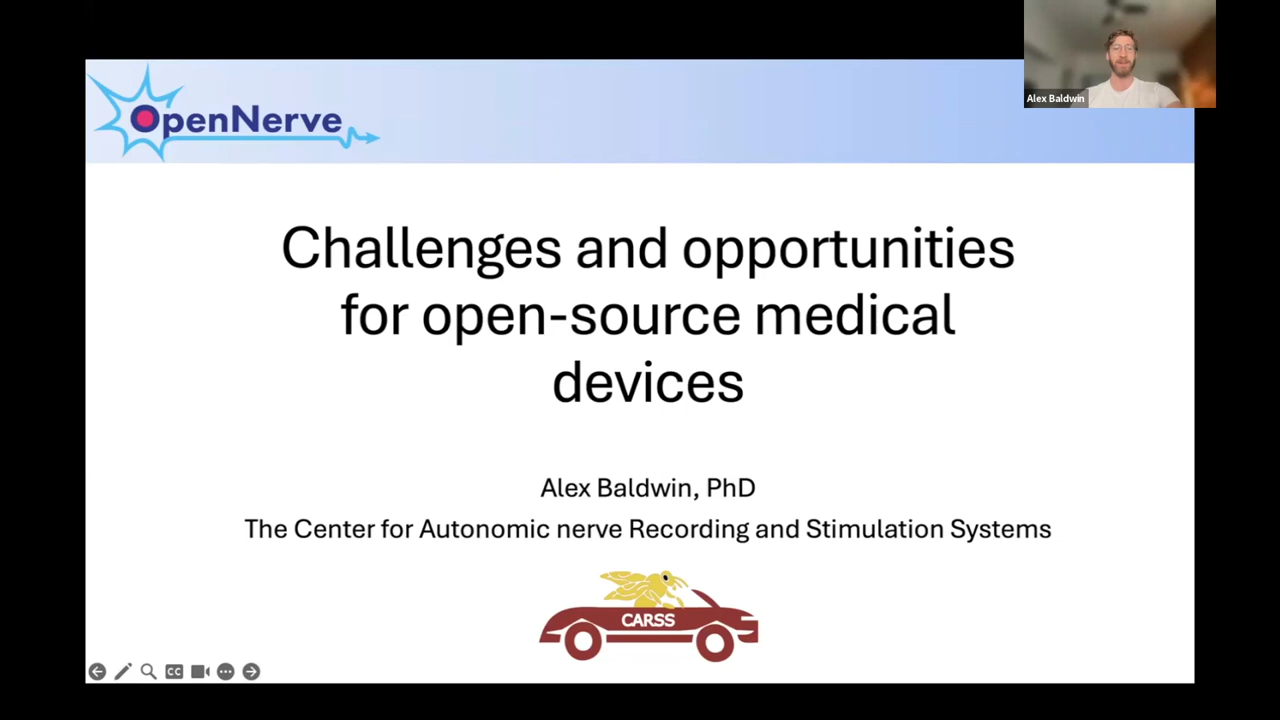 Alex Baldwin
OpenNerve
Challenges and opportunities
for open-source medical
devices
Alex Baldwin, PhD
The Center for Autonomic nerve Recording and Stimulation Systems
CARSS
CC